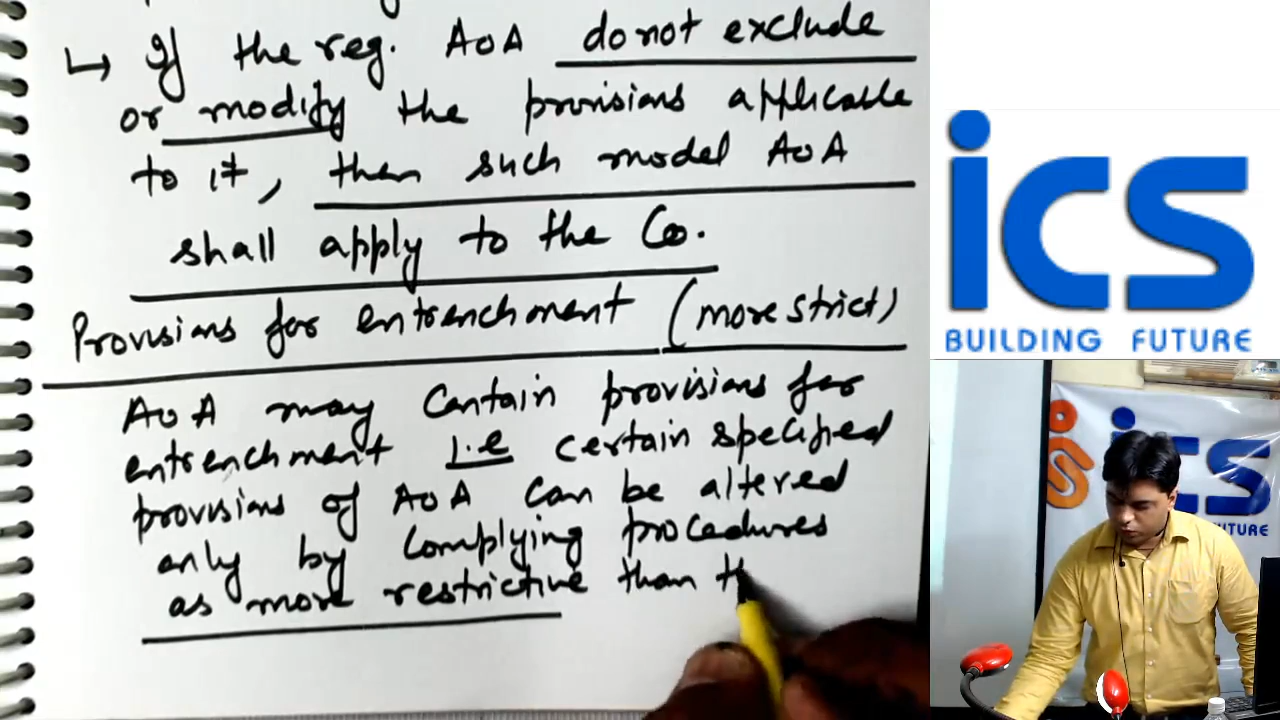 ↳ If the reg. AOA do not exclude
or modify the provisions applicable
to it, then such model AOA
shall apply to the Co.
Provisions for entrenchment (more strict)
AOA may contain provisions for
entrenchment i.e certain specified
provisions of AOA can be altered
only by complying procedures
as more restrictive than th
iCS
BUILDING FUTURE
iCS